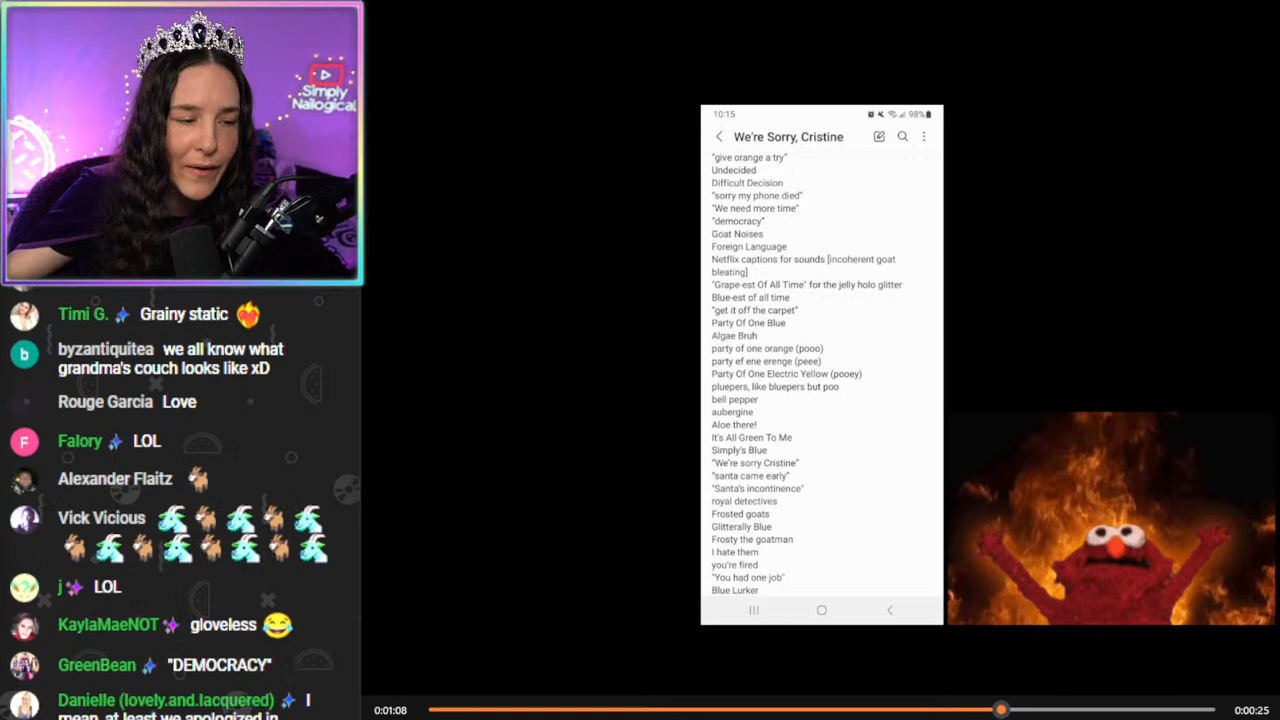 Simply
Nailogical
Timi G. Grainy static
byzantiquitea we all know what
grandma's couch looks like xD
Rouge Garcia Love
Falory LOL
Alexander Flaitz
Vick Vicious
j LOL
KaylaMaeNOT gloveless
GreenBean "DEMOCRACY"
Danielle (lovely.and.lacquered) I
mean, at least we apologized in
10:15
98%
We're Sorry, Cristine
"give orange a try"
Undecided
Difficult Decision
"sorry my phone died"
"We need more time"
"democracy"
Goat Noises
Foreign Language
Netflix captions for sounds [incoherent goat
bleating]
"Grape-est Of All Time" for the jelly holo glitter
Blue-est of all time
"get it off the carpet"
Party Of One Blue
Algae Bruh
party of one orange (pooo)
party ef ene erenge (peee)
Party Of One Electric Yellow (pooey)
pluepers, like bluepers but poo
bell pepper
aubergine
Aloe there!
It's All Green To Me
Simply's Blue
"We're sorry Cristine"
"santa came early"
"Santa's incontinence"
royal detectives
Frosted goats
Glitterally Blue
Frosty the goatman
I hate them
you're fired
"You had one job"
Blue Lurker
0:01:08
0:00:25